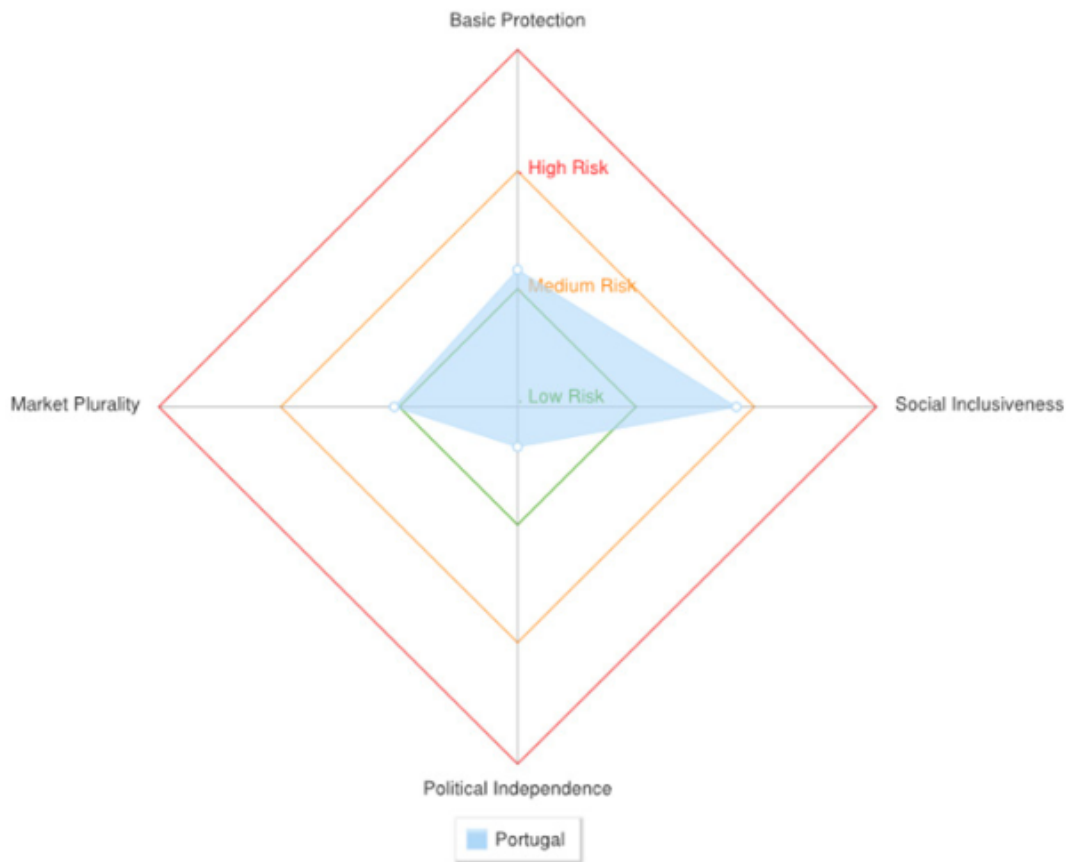 Basic Protection
High Risk
Medium Risk
Low Risk
Market Plurality
Social Inclusiveness
Political Independence
Portugal